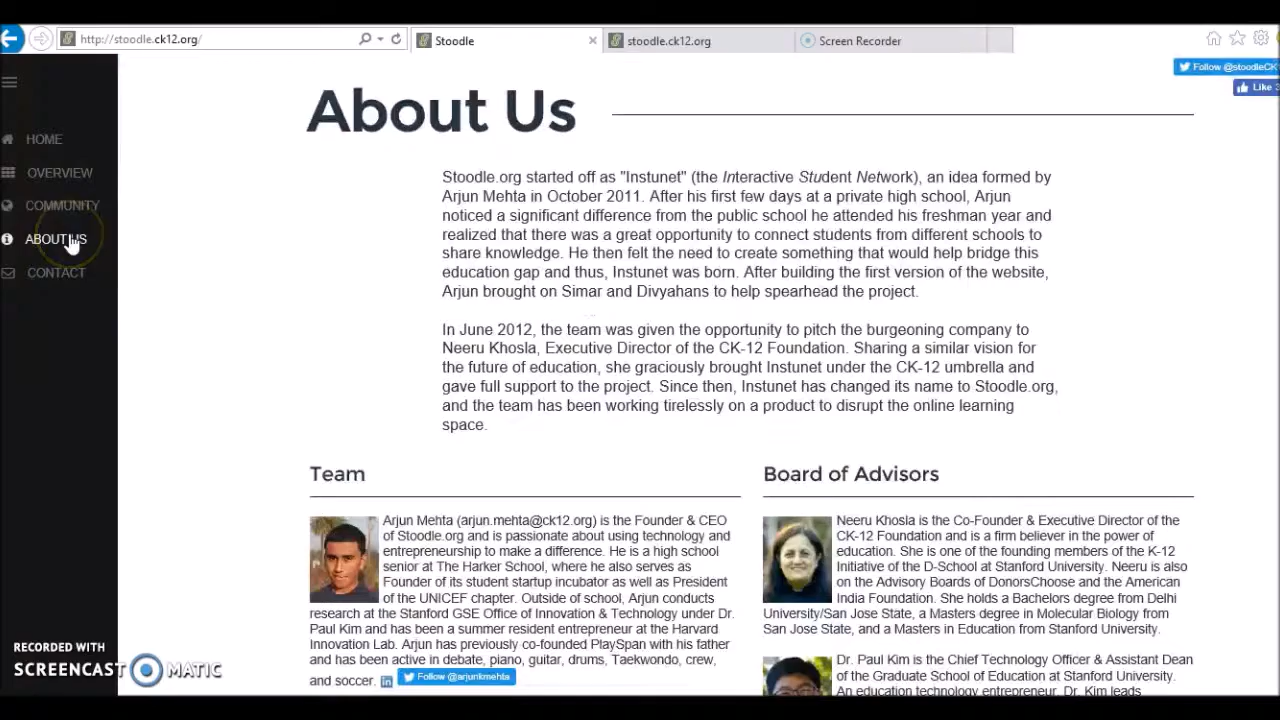 http://stoodle.ck12.org/
Stoodle
stoodle.ck12.org
Screen Recorder
Follow @stoodleCK
Like 3
HOME
OVERVIEW
COMMUNITY
ABOUT US
CONTACT
About Us
Stoodle.org started off as "Instunet" (the Interactive Student Network), an idea formed by
Arjun Mehta in October 2011. After his first few days at a private high school, Arjun
noticed a significant difference from the public school he attended his freshman year and
realized that there was a great opportunity to connect students from different schools to
share knowledge. He then felt the need to create something that would help bridge this
education gap and thus, Instunet was born. After building the first version of the website,
Arjun brought on Simar and Divyahans to help spearhead the project.
In June 2012, the team was given the opportunity to pitch the burgeoning company to
Neeru Khosla, Executive Director of the CK-12 Foundation. Sharing a similar vision for
the future of education, she graciously brought Instunet under the CK-12 umbrella and
gave full support to the project. Since then, Instunet has changed its name to Stoodle.org,
and the team has been working tirelessly on a product to disrupt the online learning
space.
Team
Arjun Mehta (arjun.mehta@ck12.org) is the Founder & CEO
of Stoodle.org and is passionate about using technology and
entrepreneurship to make a difference. He is a high school
senior at The Harker School, where he also serves as
Founder of its student startup incubator as well as President
of the UNICEF chapter. Outside of school, Arjun conducts
research at the Stanford GSE Office of Innovation & Technology under Dr.
Paul Kim and has been a summer resident entrepreneur at the Harvard
Innovation Lab. Arjun has previously co-founded PlaySpan with his father
and has been active in debate, piano, guitar, drums, Taekwondo, crew,
and soccer. in Follow @arjunkmehta
Board of Advisors
Neeru Khosla is the Co-Founder & Executive Director of the
CK-12 Foundation and is a firm believer in the power of
education. She is one of the founding members of the K-12
Initiative of the D-School at Stanford University. Neeru is also
on the Advisory Boards of DonorsChoose and the American
India Foundation. She holds a Bachelors degree from Delhi
University/San Jose State, a Masters degree in Molecular Biology from
San Jose State, and a Masters in Education from Stanford University.
Dr. Paul Kim is the Chief Technology Officer & Assistant Dean
of the Graduate School of Education at Stanford University.
An education technology entrepreneur, Dr. Kim leads
RECORDED WITH
SCREENCAST MATIC